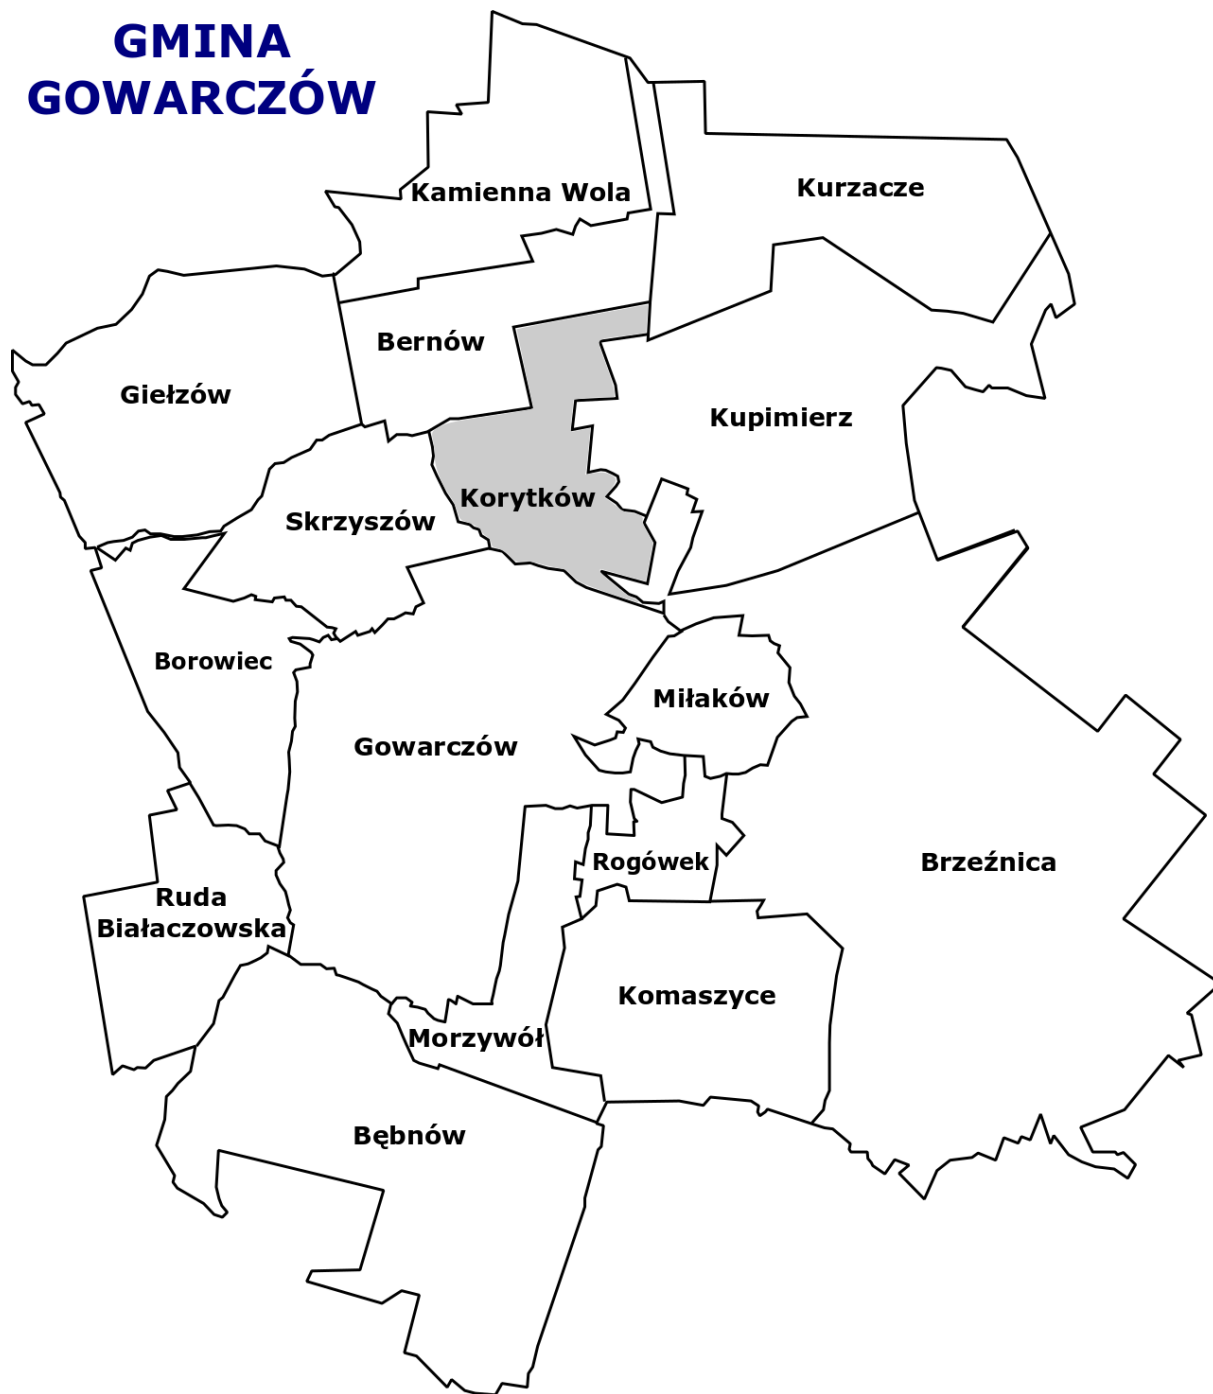 GMINA
GOWARCZÓW
Kamienna Wola
Kurzacze
Bernów
Giełzów
Kupimierz
Korytków
Skrzyszów
Borowiec
Miłaków
Gowarczów
Rogówek
Brzeźnica
Ruda
Białaczowska
Komaszyce
Morzywół
Bębnów